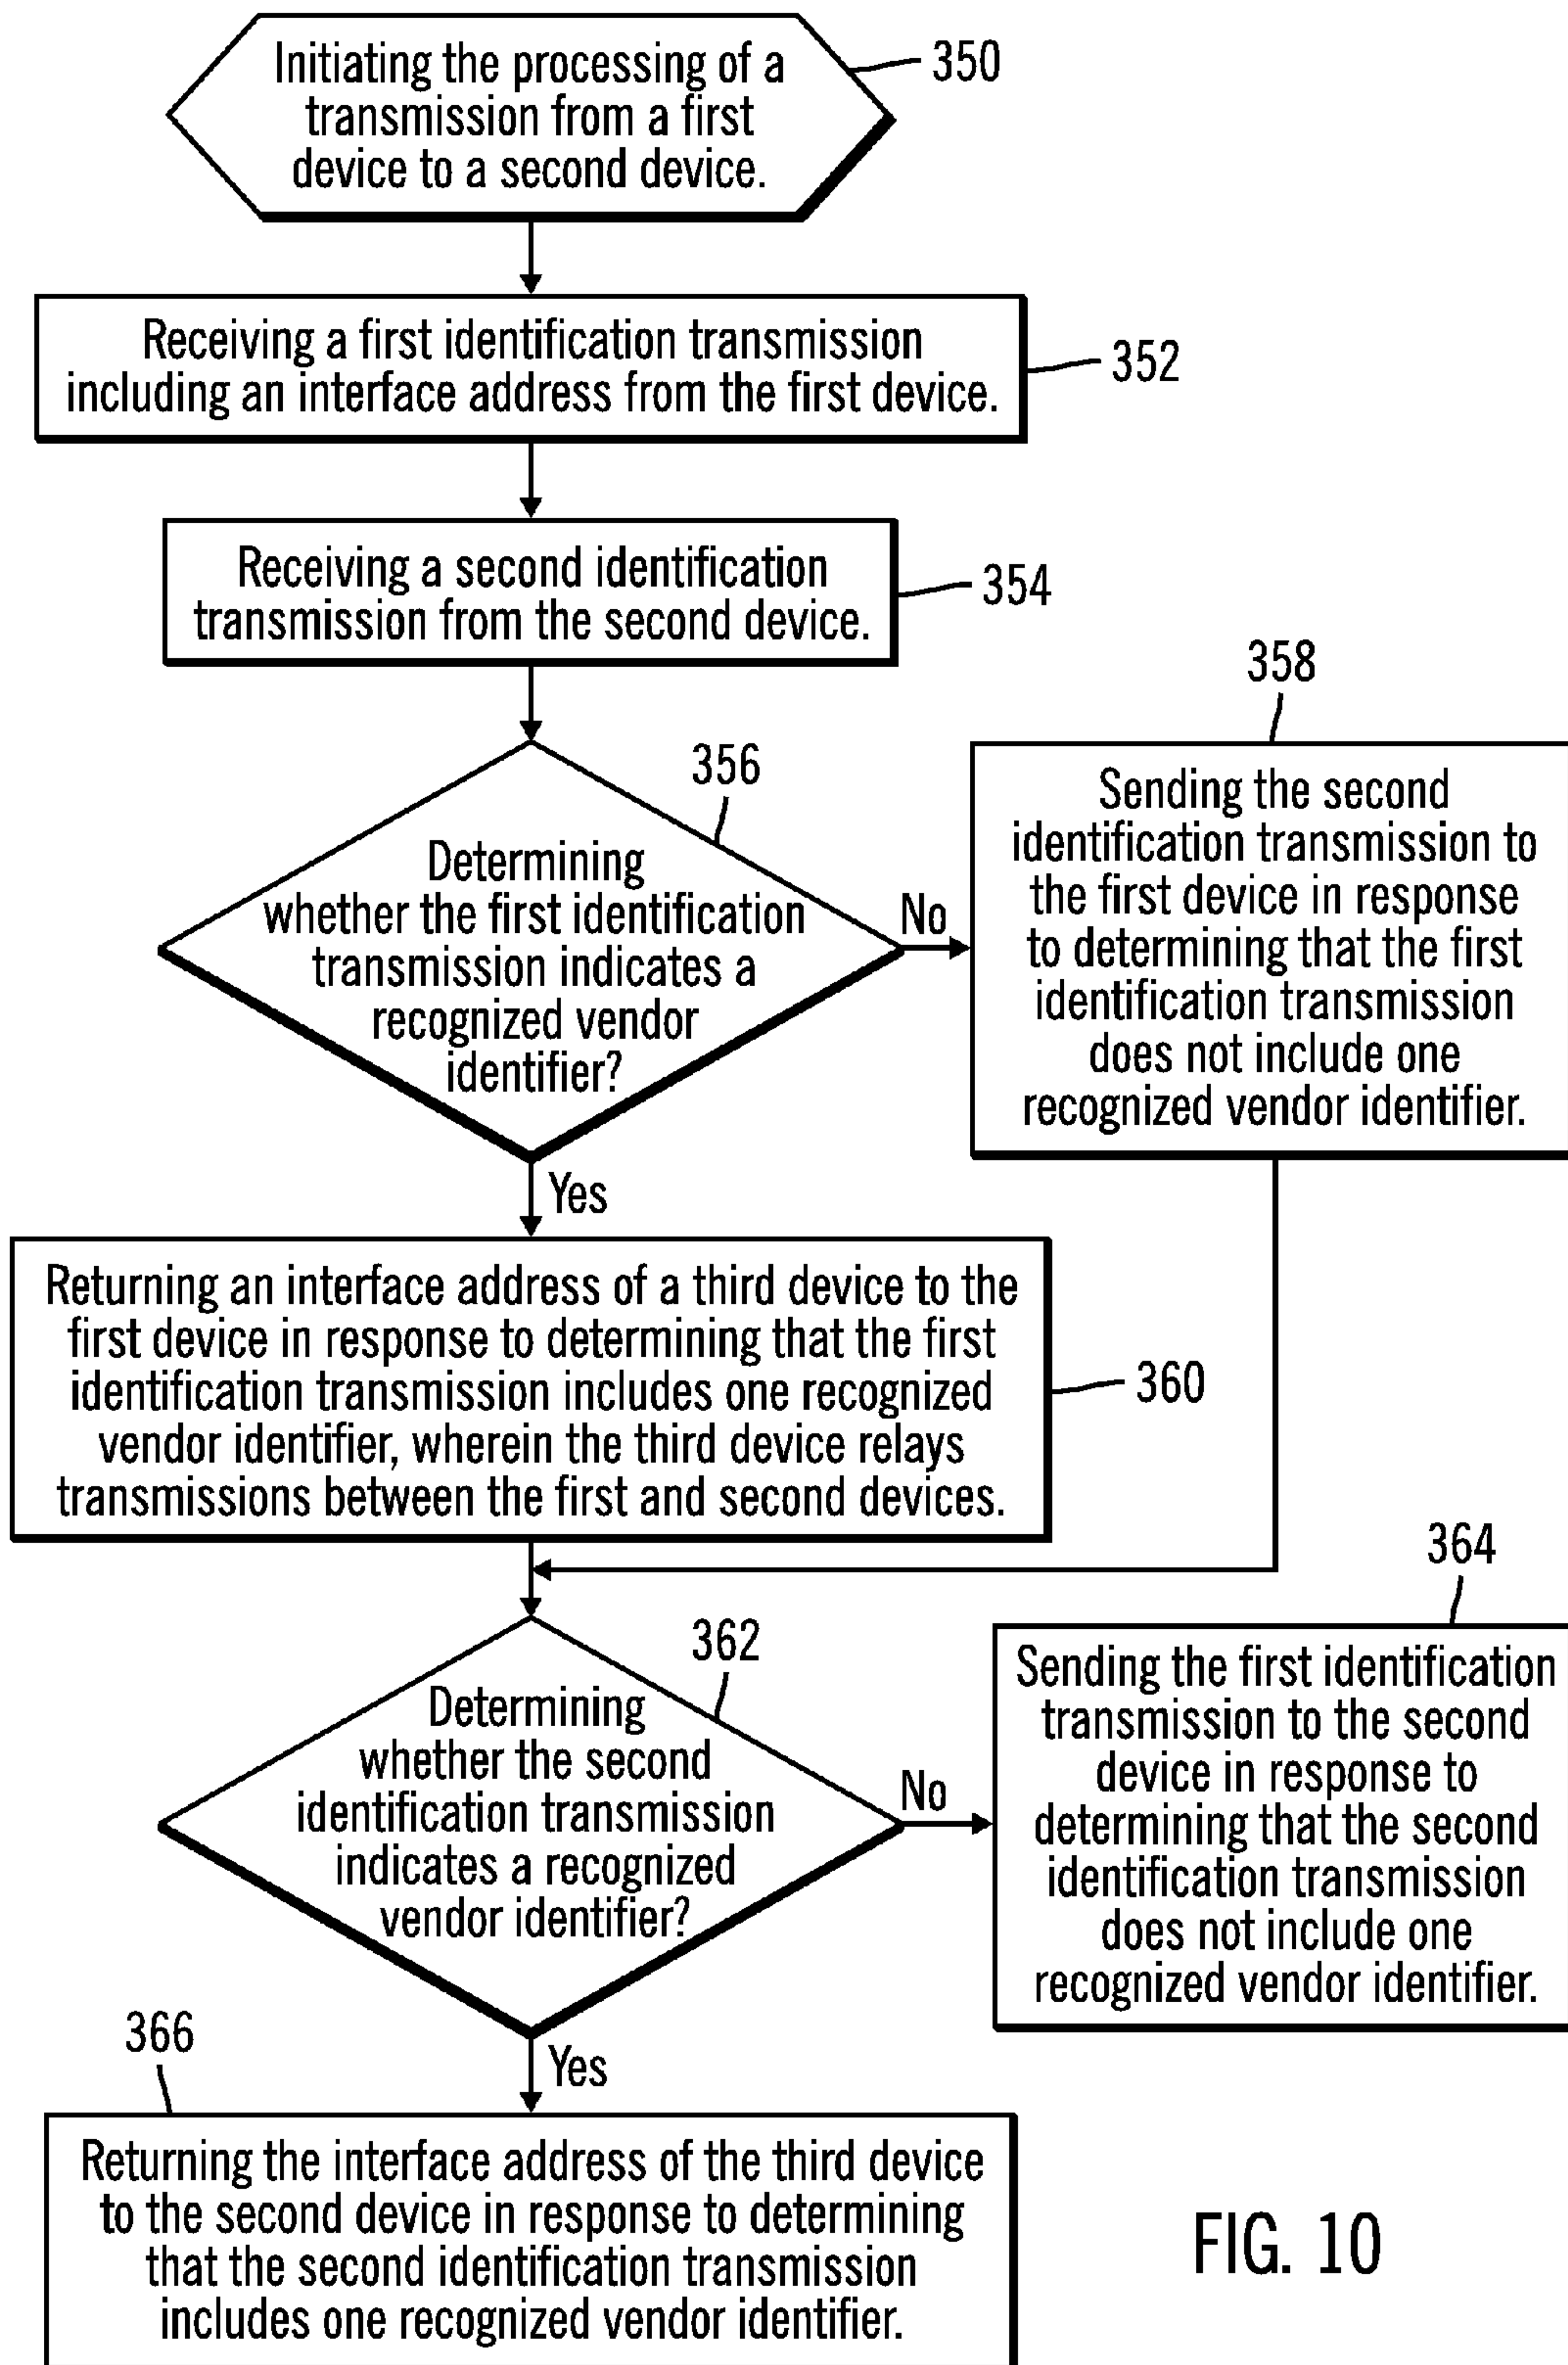 Initiating the processing of a
transmission from a first
device to a second device.
350
Receiving a first identification transmission
including an interface address from the first device.
352
Receiving a second identification
transmission from the second device.
354
356
Determining
whether the first identification
transmission indicates a
recognized vendor
identifier?
No
358
Sending the second
identification transmission to
the first device in response
to determining that the first
identification transmission
does not include one
recognized vendor identifier.
Yes
Returning an interface address of a third device to the
first device in response to determining that the first
identification transmission includes one recognized
vendor identifier, wherein the third device relays
transmissions between the first and second devices.
360
362
Determining
whether the second
identification transmission
indicates a recognized
vendor identifier?
No
364
Sending the first identification
transmission to the second
device in response to
determining that the second
identification transmission
does not include one
recognized vendor identifier.
Yes
366
Returning the interface address of the third device
to the second device in response to determining
that the second identification transmission
includes one recognized vendor identifier.
FIG. 10